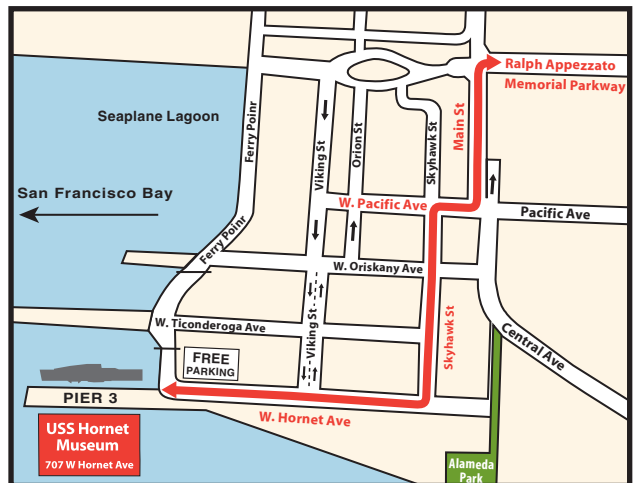 Ralph Appezzato
Memorial Parkway
Main St
Seaplane Lagoon
Ferry Poinr
Viking St
Orion St
Skyhawk St
San Francisco Bay
W. Pacific Ave
Pacific Ave
Ferry Poinr
W. Oriskany Ave
W. Ticonderoga Ave
Viking St
Skyhawk St
Central Ave
FREE
PARKING
PIER 3
W. Hornet Ave
USS Hornet
Museum
707 W Hornet Ave
Alameda
Park